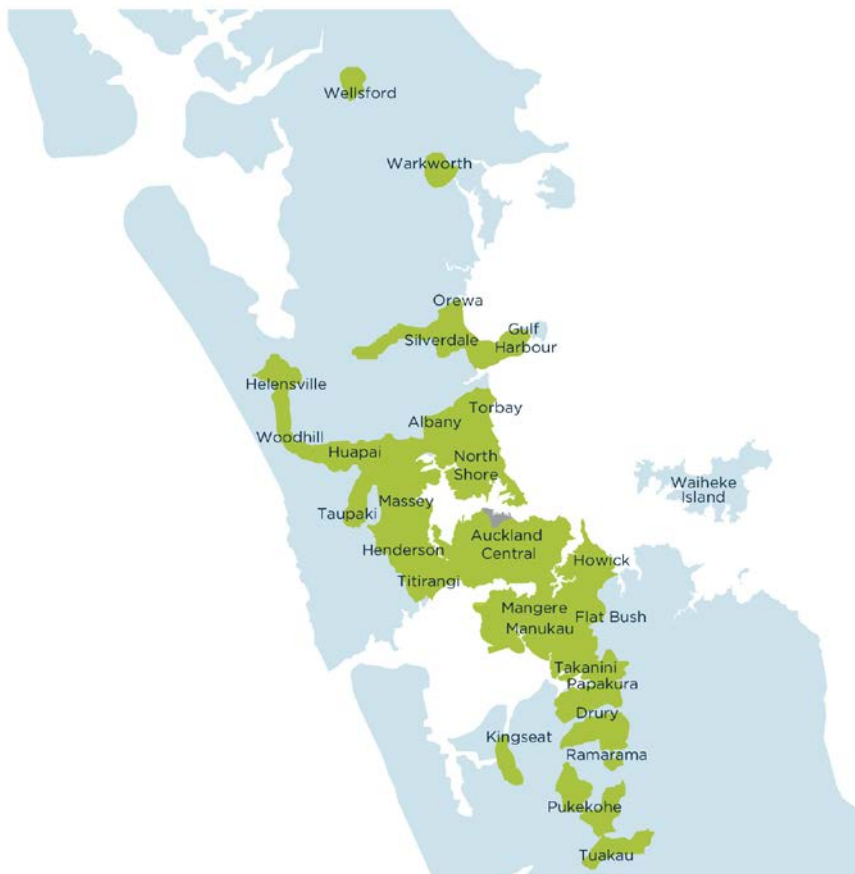 Wellsford
Warkworth
Orewa
Gulf
Harbour
Silverdale
Helensville
Torbay
Albany
Woodhill
Huapai
North
Shore
Waiheke
Island
Massey
Taupaki
Auckland
Central
Henderson
Howick
Titirangi
Mangere
Flat Bush
Manukau
Takanini
Papakura
Drury
Kingseat
Ramarama
Pukekohe
Tuakau